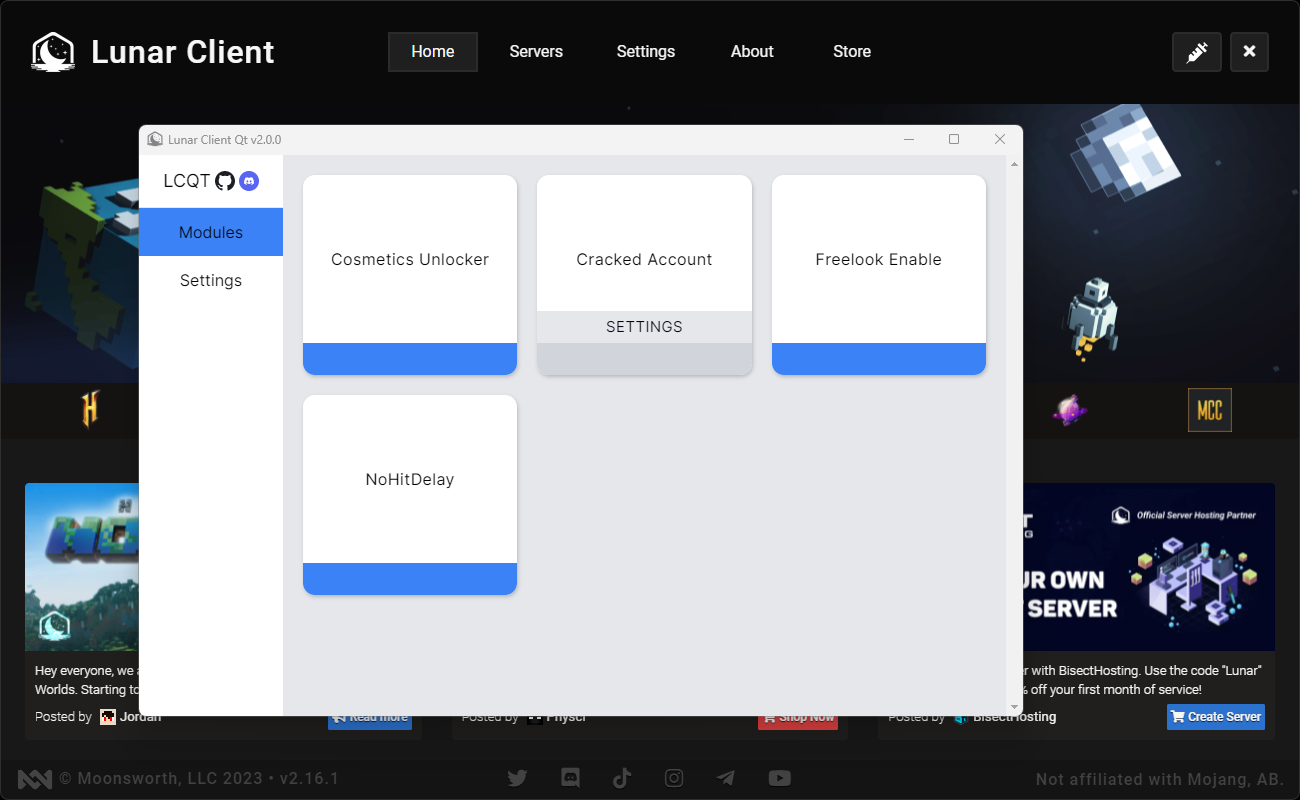 Lunar Client
Home
Servers
Settings
About
Store
Lunar Client Qt v2.0.0
LCQT
Modules
Settings
Cosmetics Unlocker
Cracked Account
SETTINGS
Freelook Enable
NoHitDelay
H
MCC
Official Server Hosting Partner
UR OWN
SERVER
Hey everyone, we
Worlds. Starting to
Posted by Jordan
Read more
Posted by
Shop Now
r with BisectHosting. Use the code "Lunar"
% off your first month of service!
Posted by BisectHosting
Create Server
© Moonsworth, LLC 2023 • v2.16.1
Not affiliated with Mojang, AB.